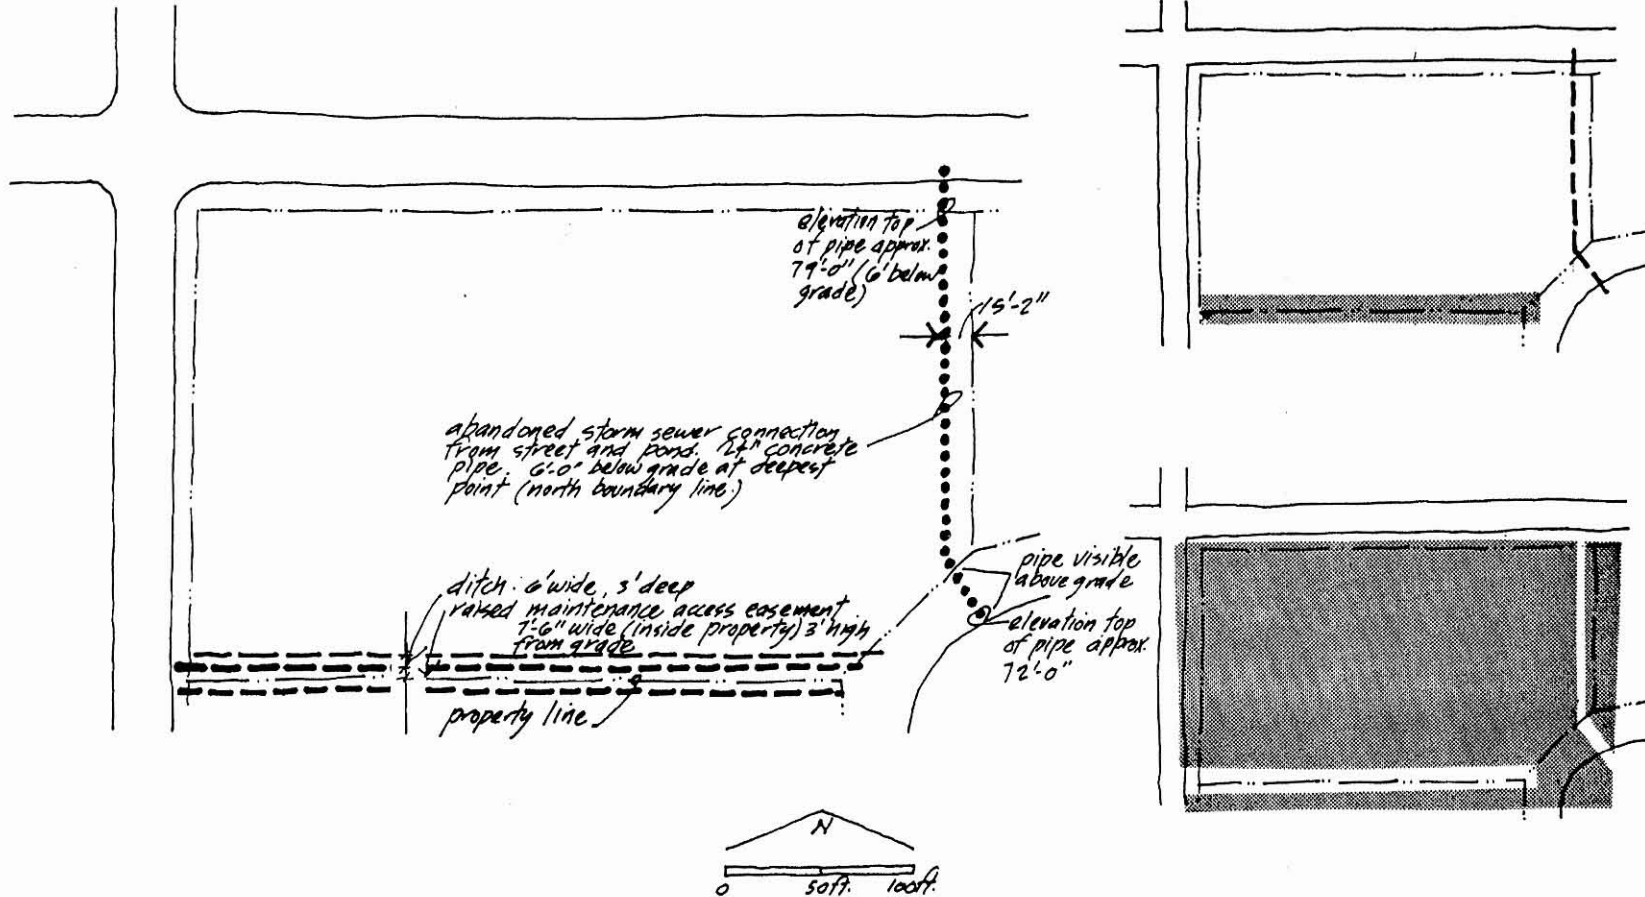 elevation top
of pipe approx.
79'-0" (6' below
grade)
15'-2"
abandoned storm sewer connection
from street and pond. 24" concrete
pipe. 6'-0" below grade at deepest
point (north boundary line.)
ditch. 6' wide, 3' deep
raised maintenance access easement
7'-6" wide (inside property) 3' high
from grade
property line
pipe visible
above grade
elevation top
of pipe approx.
72'-0"
N
0 50ft. 100ft.